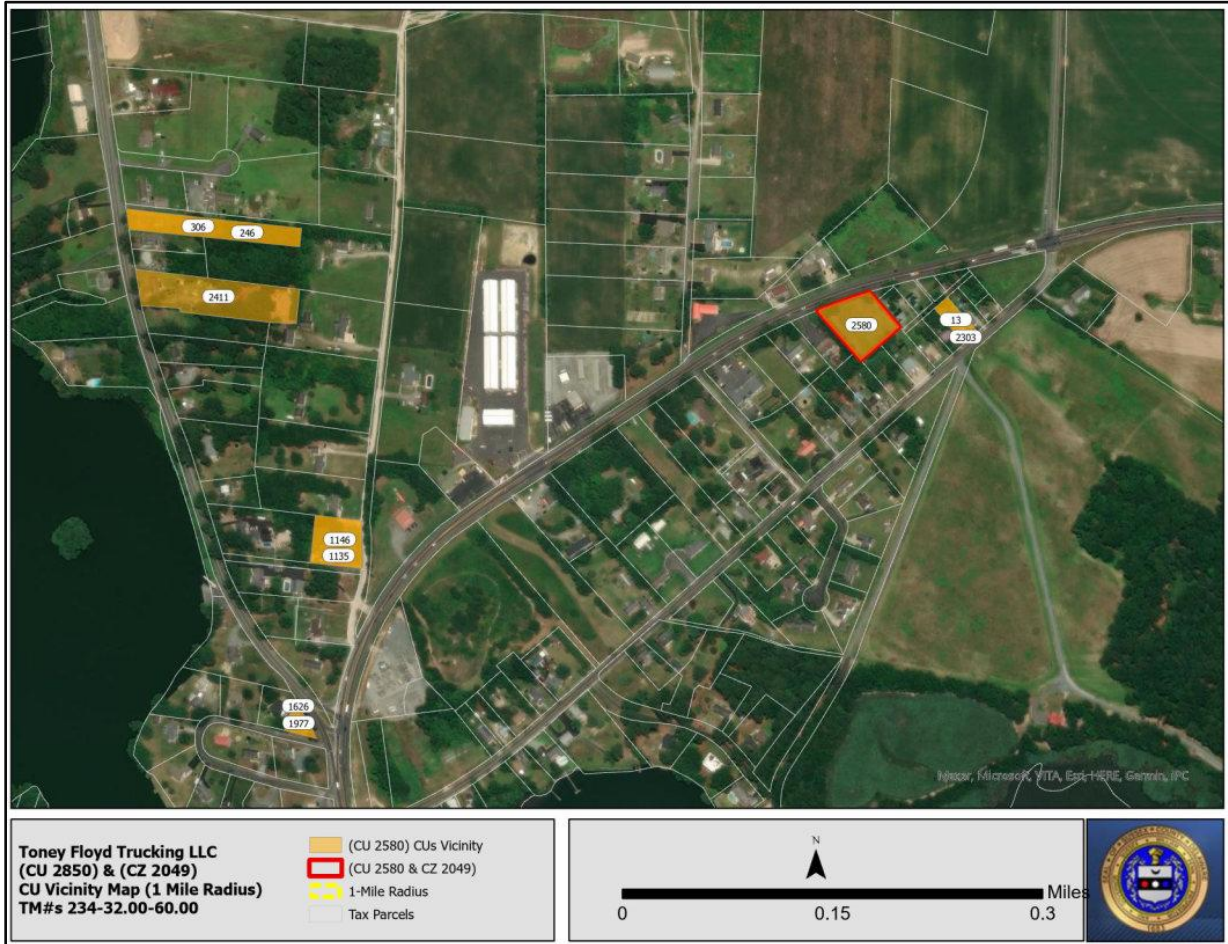 306
246
2411
2580
13
2303
1146
1135
1626
1977
Maxar, Microsoft, VITA, Esri, HERE, Garmin, iPC
Toney Floyd Trucking LLC
(CU 2850) & (CZ 2049)
CU Vicinity Map (1 Mile Radius)
TM#s 234-32.00-60.00
(CU 2580) CUs Vicinity
(CU 2580 & CZ 2049)
1-Mile Radius
Tax Parcels
N
Miles
0
0.15
0.3
1683